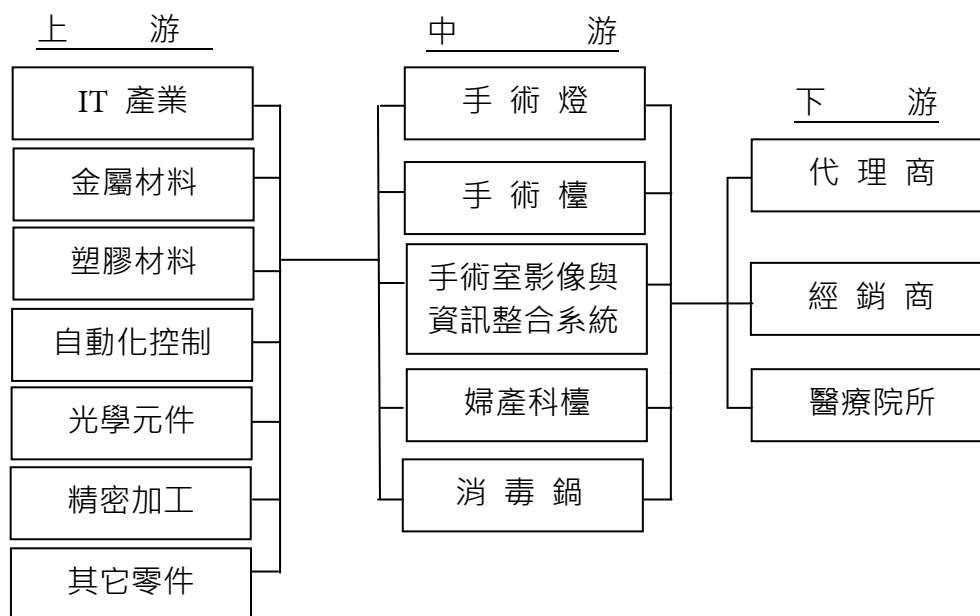 上 游
IT 產業
金屬材料
塑膠材料
自動化控制
光學元件
精密加工
其它零件
中 游
手 術 燈
手 術 檯
手術室影像與
資訊整合系統
婦產科檯
消 毒 鍋
下 游
代 理 商
經 銷 商
醫療院所